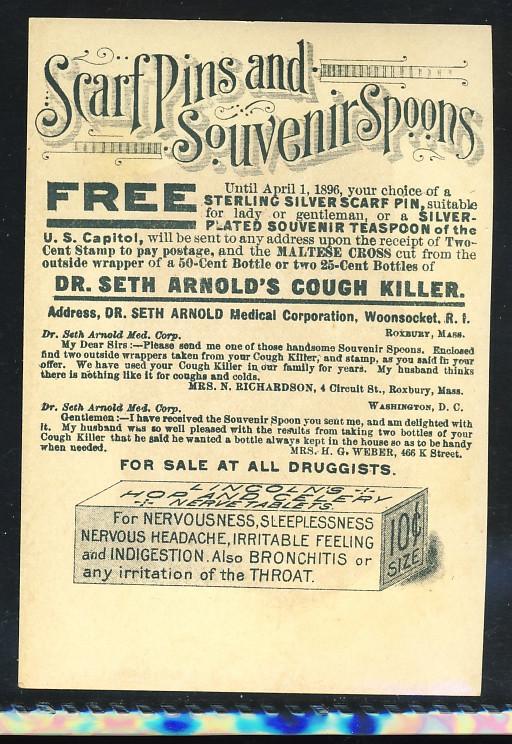 Scarf Pins and
Souvenir Spoons
FREE Until April 1, 1896, your choice of a
STERLING SILVER SCARF PIN, suitable
for lady or gentleman, or a SILVER-
PLATED SOUVENIR TEASPOON of the
U. S. Capitol, will be sent to any address upon the receipt of Two-
Cent Stamp to pay postage, and the MALTESE CROSS cut from the
outside wrapper of a 50-Cent Bottle or two 25-Cent Bottles of
DR. SETH ARNOLD'S COUGH KILLER.
Address, DR. SETH ARNOLD Medical Corporation, Woonsocket, R. I.
Dr. Seth Arnold Med. Corp. ROXBURY, MASS.
My Dear Sirs :—Please send me one of those handsome Souvenir Spoons. Enclosed
find two outside wrappers taken from your Cough Killer, and stamp, as you said in your
offer. We have used your Cough Killer in our family for years. My husband thinks
there is nothing like it for coughs and colds.
MRS. N. RICHARDSON, 4 Circuit St., Roxbury, Mass.
Dr. Seth Arnold Med. Corp. WASHINGTON, D. C.
Gentlemen :—I have received the Souvenir Spoon you sent me, and am delighted with
it. My husband was so well pleased with the results from taking two bottles of your
Cough Killer that he said he wanted a bottle always kept in the house so as to be handy
when needed. MRS. H. G. WEBER, 466 K Street.
FOR SALE AT ALL DRUGGISTS.
LINCOLN'S
HOP AND CELERY
NERVE TABLETS.
For NERVOUSNESS, SLEEPLESSNESS
NERVOUS HEADACHE, IRRITABLE FEELING
and INDIGESTION. Also BRONCHITIS or
any irritation of the THROAT.
10¢
SIZE